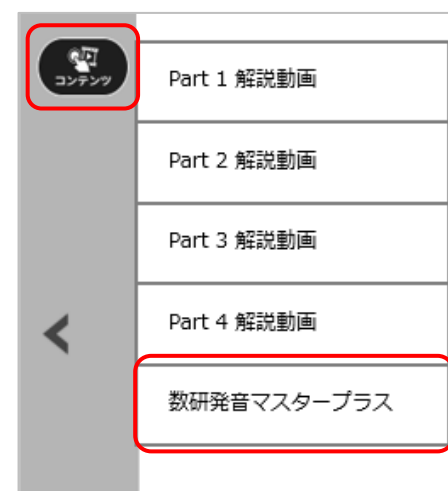 コンテンツ
Part 1 解説動画
Part 2 解説動画
Part 3 解説動画
Part 4 解説動画
数研発音マスタープラス